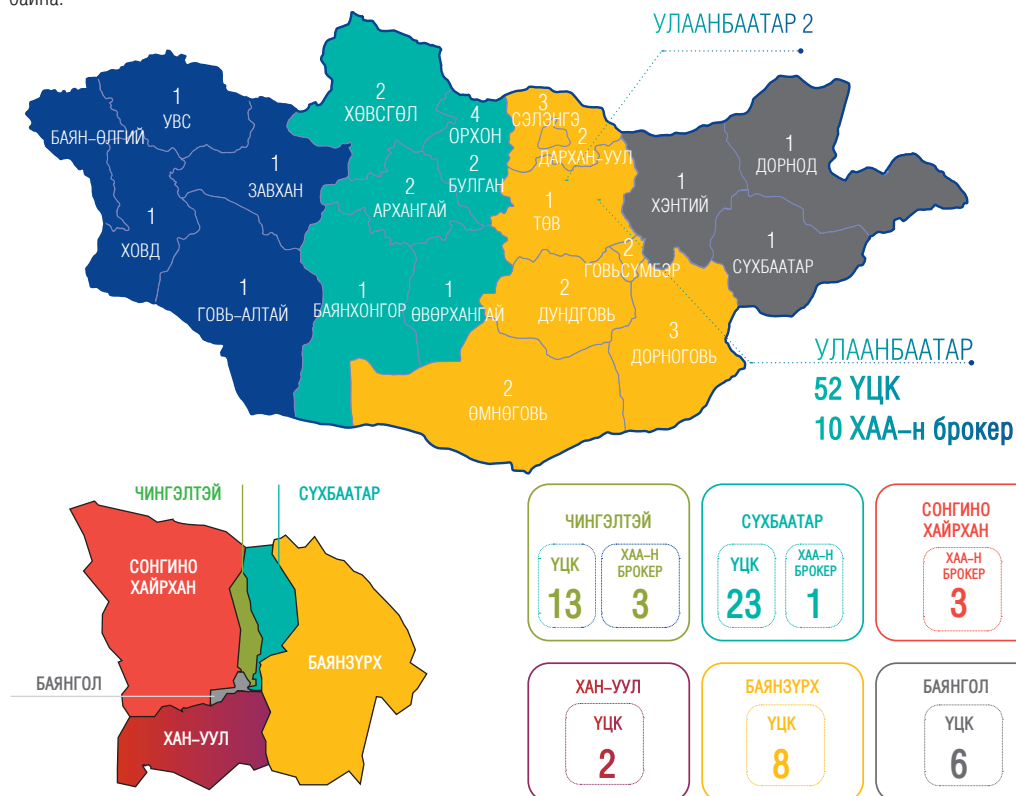 байна.
УЛААНБААТАР 2
1
УВС
БАЯН–ӨЛГИЙ
1
ЗАВХАН
1
ХОВД
1
ГОВЬ–АЛТАЙ
2
ХӨВСГӨЛ
4
ОРХОН
2
БУЛГАН
2
АРХАНГАЙ
1
БАЯНХОНГОР
1
ӨВӨРХАНГАЙ
3
СЭЛЭНГЭ
2
ДАРХАН–УУЛ
1
ТӨВ
2
ГОВЬСҮМБЭР
2
ДУНДГОВЬ
3
ДОРНОГОВЬ
2
ӨМНӨГОВЬ
1
ХЭНТИЙ
1
ДОРНОД
1
СҮХБААТАР
УЛААНБААТАР
52 ҮЦК
10 ХАА–н брокер
ЧИНГЭЛТЭЙ
СҮХБААТАР
СОНГИНО
ХАЙРХАН
БАЯНЗҮРХ
БАЯНГОЛ
ХАН–УУЛ
ЧИНГЭЛТЭЙ
ҮЦК
13
ХАА–Н
БРОКЕР
3
СҮХБААТАР
ҮЦК
23
ХАА–Н
БРОКЕР
1
СОНГИНО
ХАЙРХАН
ХАА–Н
БРОКЕР
3
ХАН–УУЛ
ҮЦК
2
БАЯНЗҮРХ
ҮЦК
8
БАЯНГОЛ
ҮЦК
6